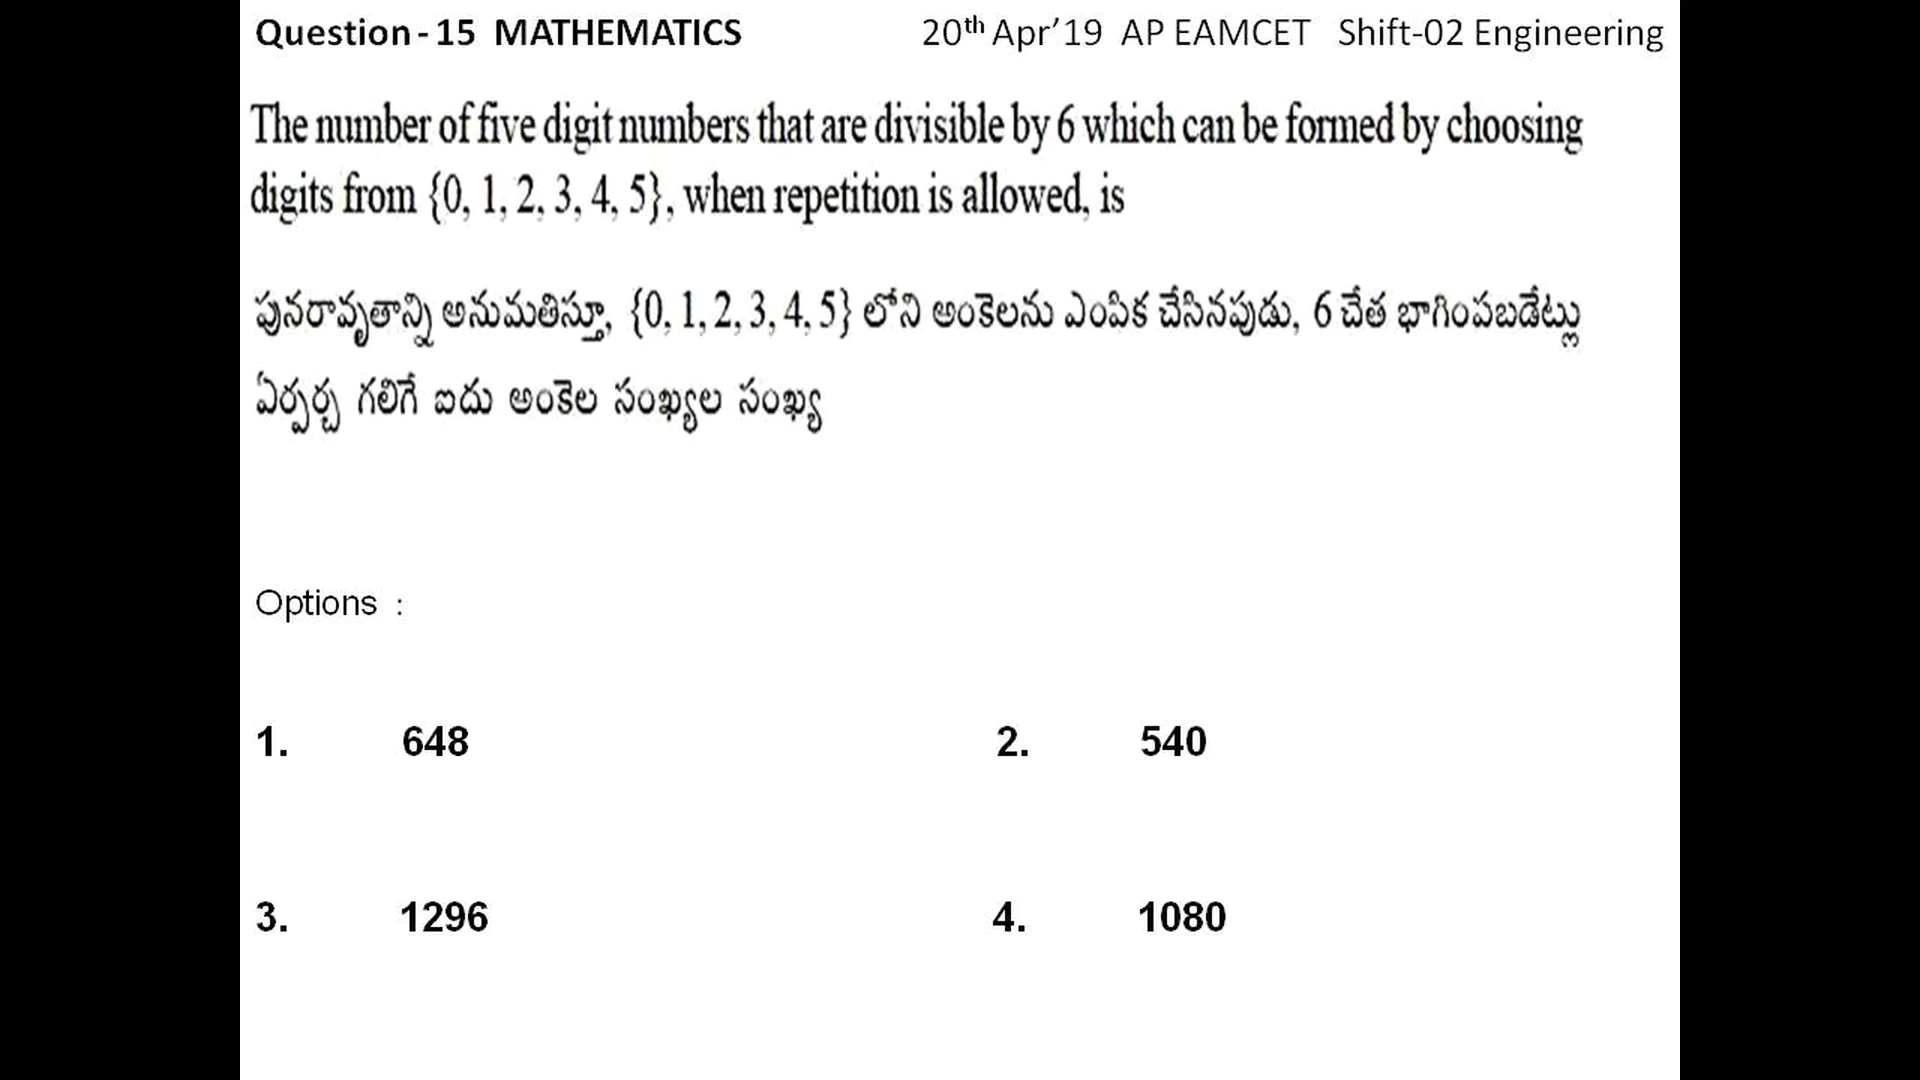 Question - 15 MATHEMATICS 20th Apr’19 AP EAMCET Shift-02 Engineering
The number of five digit numbers that are divisible by 6 which can be formed by choosing
digits from {0, 1, 2, 3, 4, 5}, when repetition is allowed, is
పునరావృతాన్ని అనుమతిస్తూ, {0, 1, 2, 3, 4, 5} లోని అంకెలను ఎంపిక చేసినపుడు, 6 చేత భాగింపబడేట్లు
ఏర్పర్చ గలిగే ఐదు అంకెల సంఖ్యల సంఖ్య
Options :
1. 648 2. 540
3. 1296 4. 1080